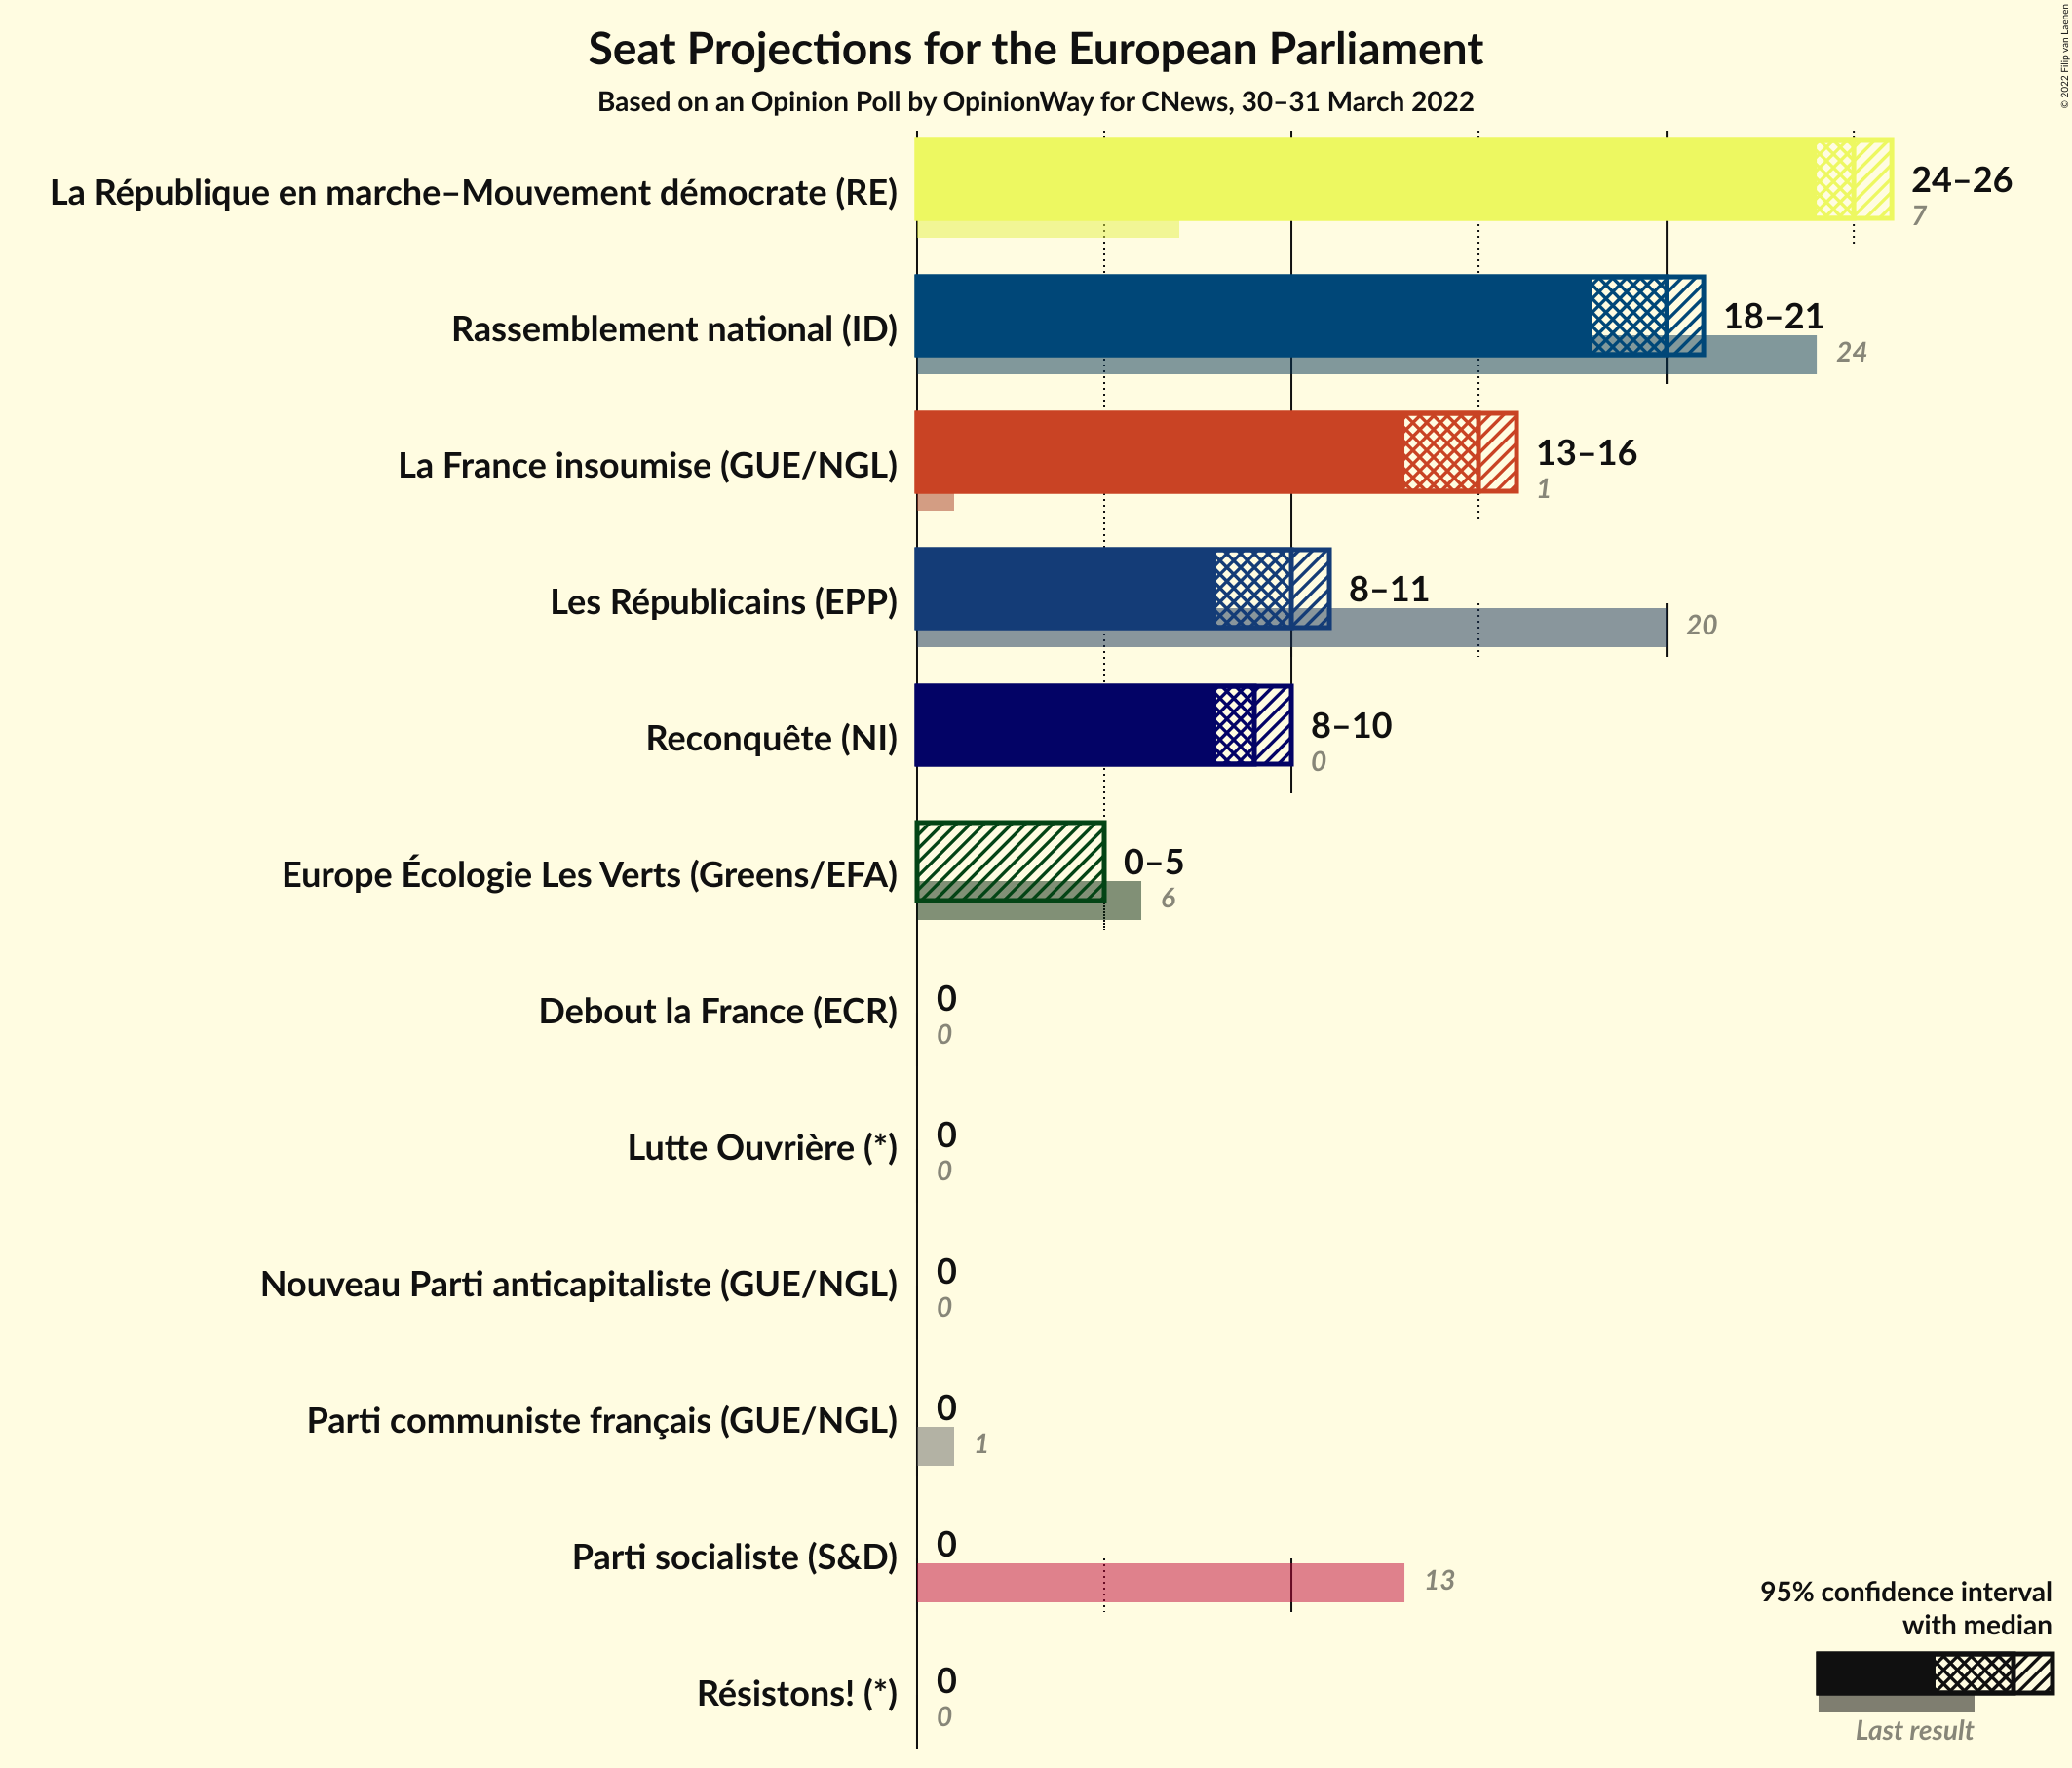 Seat Projections for the European Parliament
Based on an Opinion Poll by OpinionWay for CNews, 30–31 March 2022
© 2022 Filip van Laenen
La République en marche–Mouvement démocrate (RE)
24–26
7
Rassemblement national (ID)
18–21
24
La France insoumise (GUE/NGL)
13–16
1
Les Républicains (EPP)
8–11
20
Reconquête (NI)
8–10
0
Europe Écologie Les Verts (Greens/EFA)
0–5
6
Debout la France (ECR)
0
0
Lutte Ouvrière (*)
0
0
Nouveau Parti anticapitaliste (GUE/NGL)
0
0
Parti communiste français (GUE/NGL)
0
1
Parti socialiste (S&D)
0
13
Résistons! (*)
0
0
95% confidence interval
with median
Last result